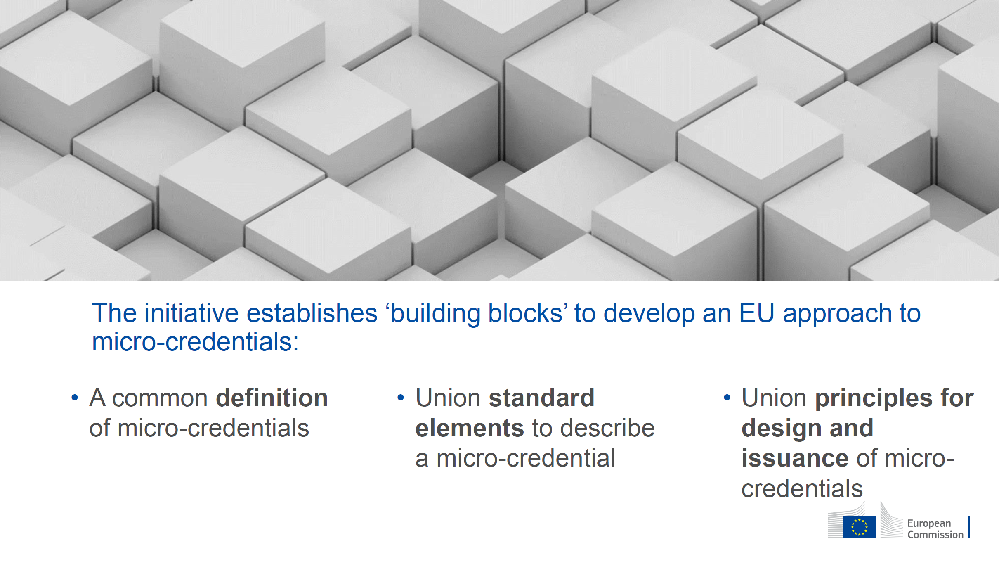 The initiative establishes ‘building blocks’ to develop an EU approach to
micro-credentials:
• A common definition
of micro-credentials
• Union standard
elements to describe
a micro-credential
• Union principles for
design and
issuance of micro-
credentials
European
Commission